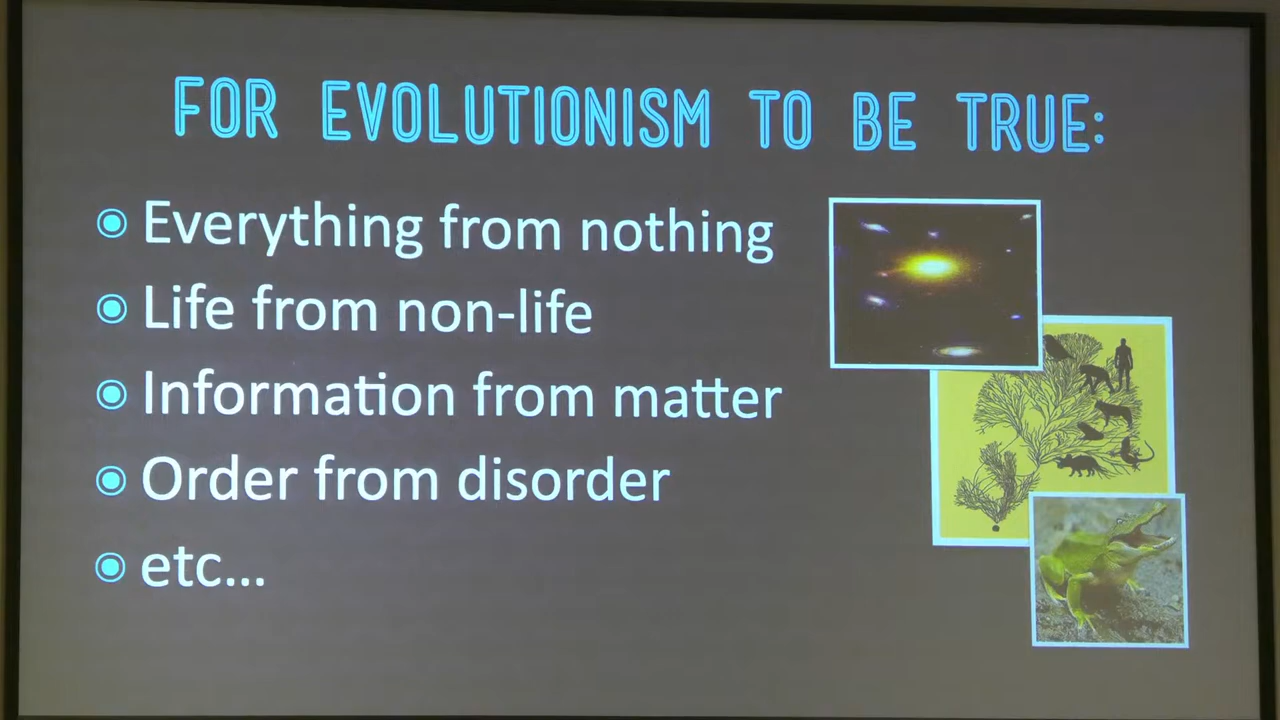 FOR EVOLUTIONISM TO BE TRUE:
Everything from nothing
Life from non-life
Information from matter
Order from disorder
etc...